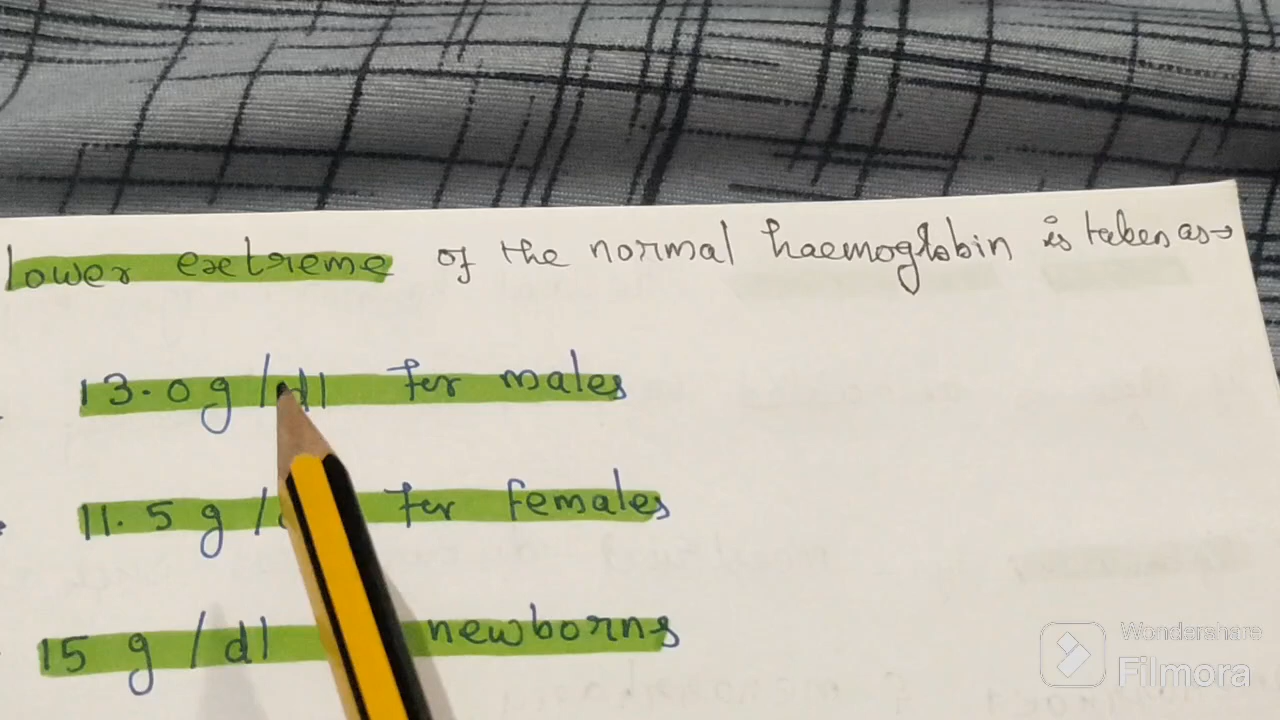 lower extreme of the normal haemoglobin is taken as→
13.0 g/dl for males
11.5 g/ for females
15 g/dl newborns
Wondershare
Filmora